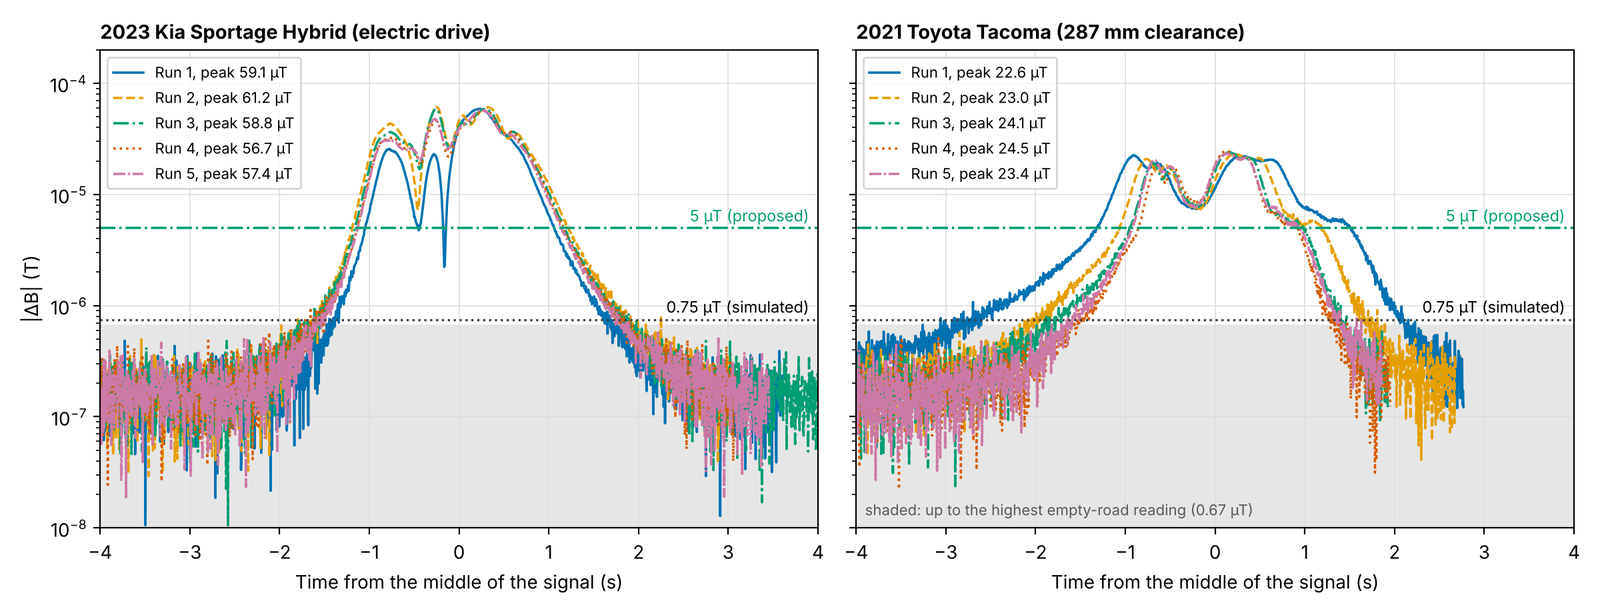 2023 Kia Sportage Hybrid (electric drive)
Run 1, peak 59.1 µT
Run 2, peak 61.2 µT
Run 3, peak 58.8 µT
Run 4, peak 56.7 µT
Run 5, peak 57.4 µT
5 µT (proposed)
0.75 µT (simulated)
|ΔB| (T)
10⁻⁴
10⁻⁵
10⁻⁶
10⁻⁷
10⁻⁸
−4 −3 −2 −1 0 1 2 3 4
Time from the middle of the signal (s)
2021 Toyota Tacoma (287 mm clearance)
Run 1, peak 22.6 µT
Run 2, peak 23.0 µT
Run 3, peak 24.1 µT
Run 4, peak 24.5 µT
Run 5, peak 23.4 µT
5 µT (proposed)
0.75 µT (simulated)
shaded: up to the highest empty-road reading (0.67 µT)
−4 −3 −2 −1 0 1 2 3 4
Time from the middle of the signal (s)